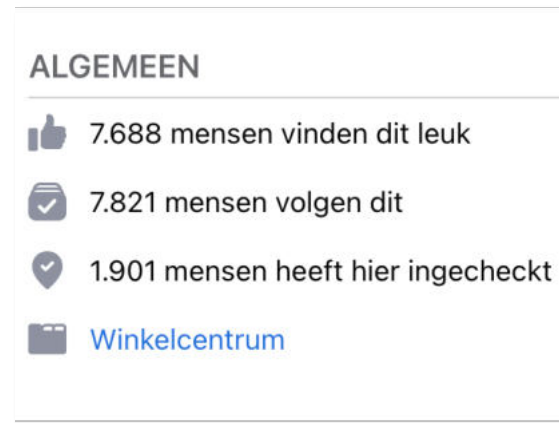 ALGEMEEN
7.688 mensen vinden dit leuk
7.821 mensen volgen dit
1.901 mensen heeft hier ingecheckt
Winkelcentrum